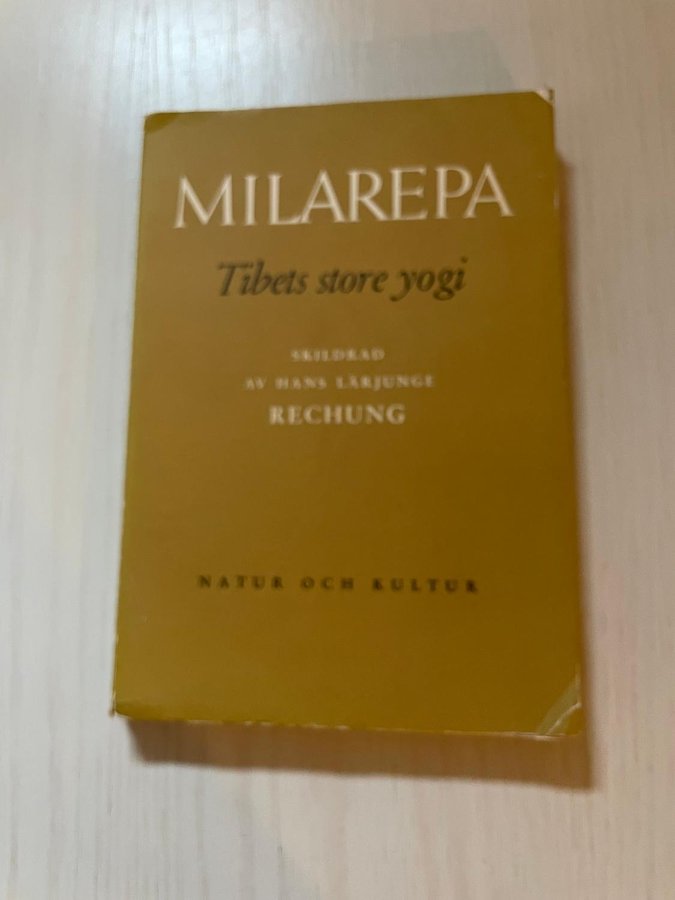 MILAREPA
Tibets store yogi
SKILDRAD
AV HANS LÄRJUNGE
RECHUNG
NATUR OCH KULTUR